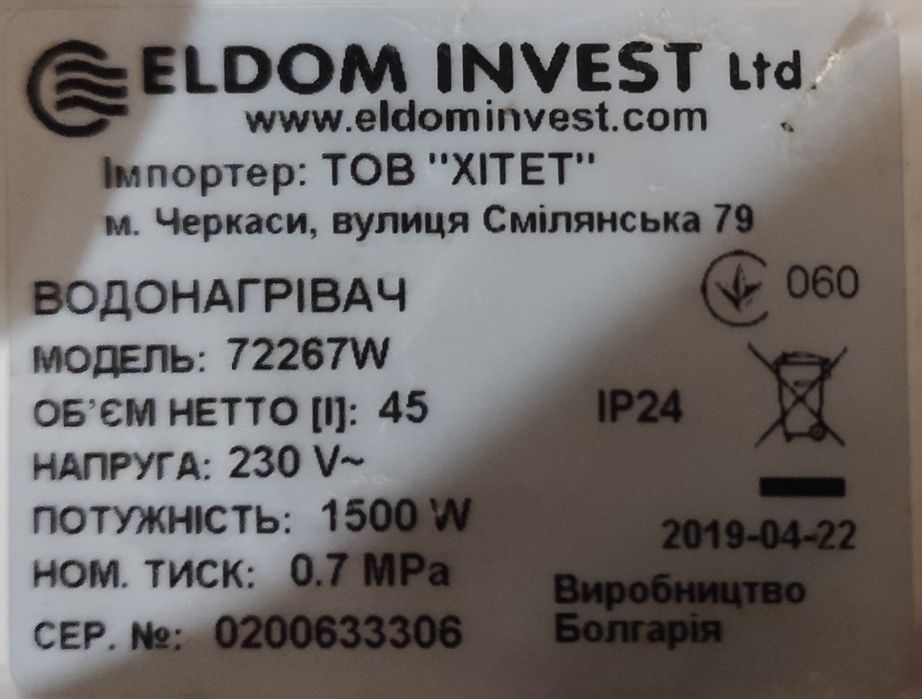 ELDOM INVEST Ltd.
www.eldominvest.com
Імпортер: ТОВ "ХІТЕТ"
м. Черкаси, вулиця Смілянська 79
060
ВОДОНАГРІВАЧ
МОДЕЛЬ: 72267W
ОБ'ЄМ НЕТТО [l]: 45
IP24
НАПРУГА: 230 V~
ПОТУЖНІСТЬ: 1500 W
2019-04-22
НОМ. ТИСК: 0.7 MPa
Виробництво
Болгарія
СЕР. №: 0200633306